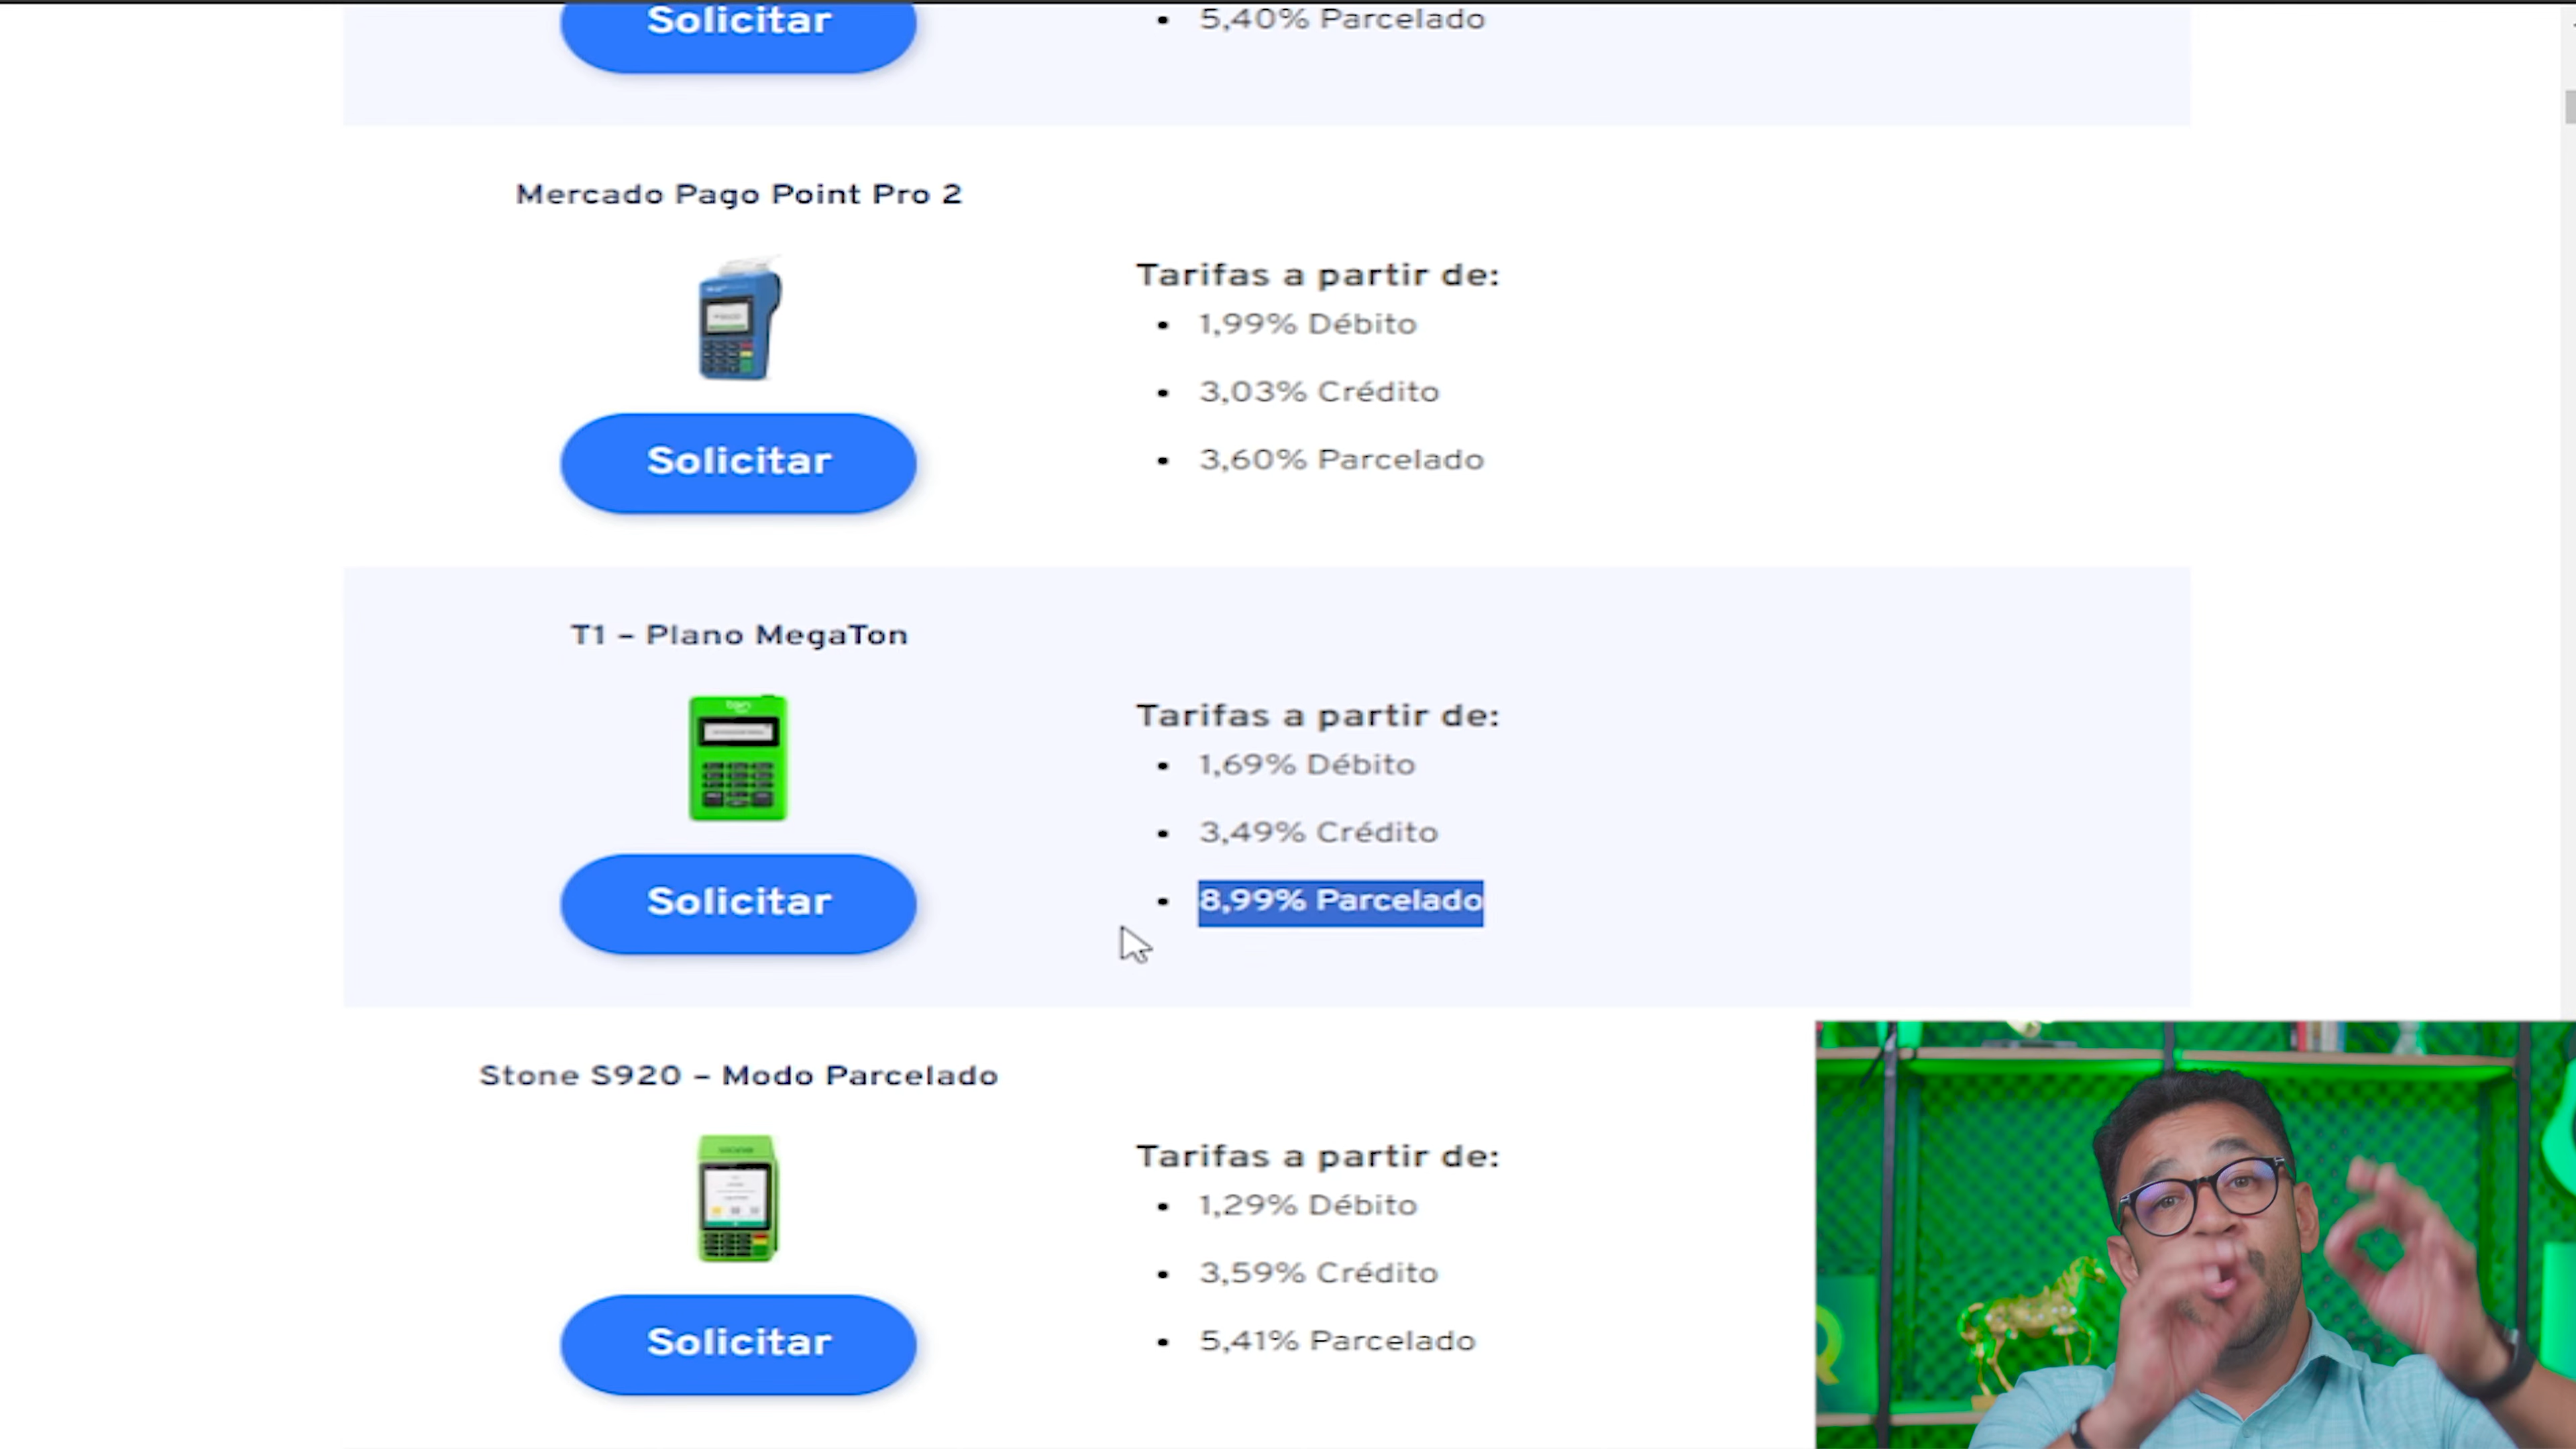 Solicitar
5,40% Parcelado
Mercado Pago Point Pro 2
Tarifas a partir de:
1,99% Débito
3,03% Crédito
3,60% Parcelado
Solicitar
T1 – Plano MegaTon
ton
Tarifas a partir de:
1,69% Débito
3,49% Crédito
8,99% Parcelado
Solicitar
Stone S920 – Modo Parcelado
stone
Tarifas a partir de:
1,29% Débito
3,59% Crédito
5,41% Parcelado
Solicitar